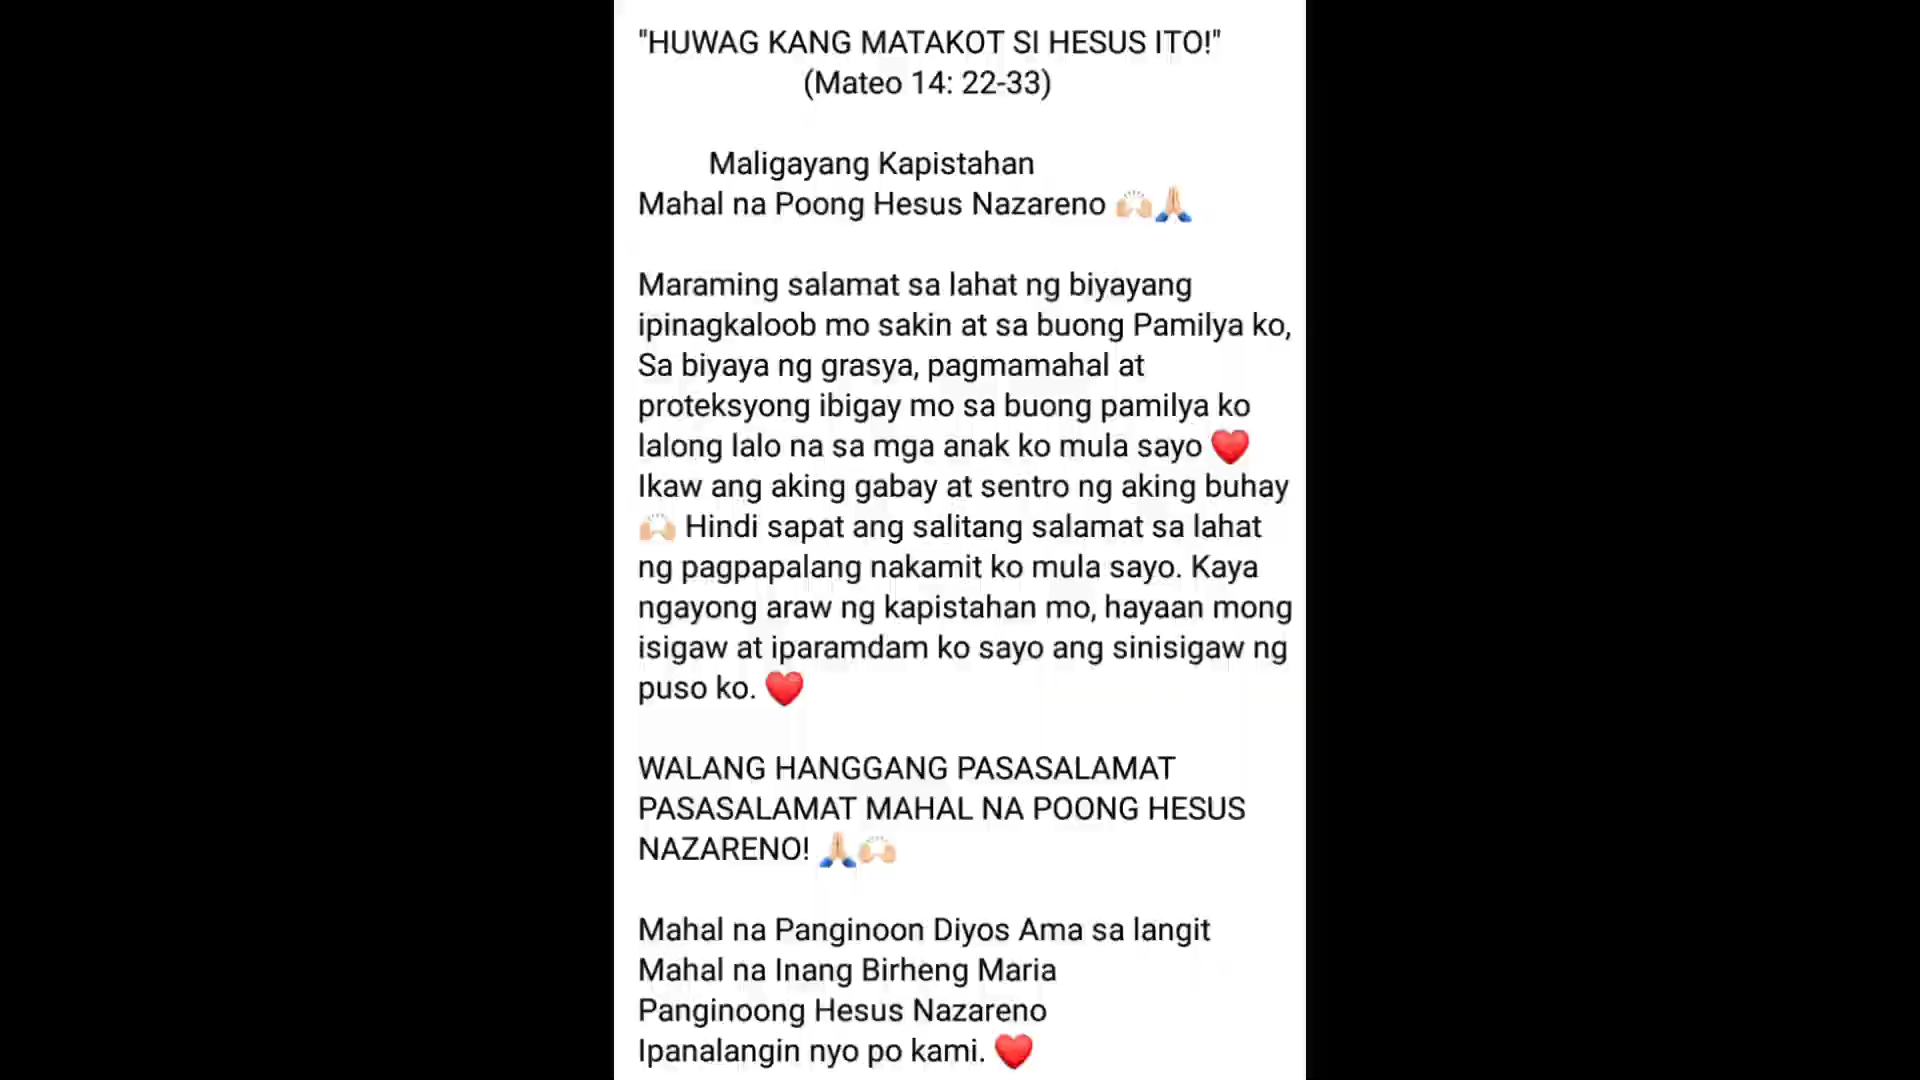 "HUWAG KANG MATAKOT SI HESUS ITO!"
(Mateo 14: 22-33)
Maligayang Kapistahan
Mahal na Poong Hesus Nazareno 🙌🏻🙏🏻
Maraming salamat sa lahat ng biyayang
ipinagkaloob mo sakin at sa buong Pamilya ko,
Sa biyaya ng grasya, pagmamahal at
proteksyong ibigay mo sa buong pamilya ko
lalong lalo na sa mga anak ko mula sayo ❤️
Ikaw ang aking gabay at sentro ng aking buhay
🙌🏻 Hindi sapat ang salitang salamat sa lahat
ng pagpapalang nakamit ko mula sayo. Kaya
ngayong araw ng kapistahan mo, hayaan mong
isigaw at iparamdam ko sayo ang sinisigaw ng
puso ko. ❤️
WALANG HANGGANG PASASALAMAT
PASASALAMAT MAHAL NA POONG HESUS
NAZARENO! 🙏🏻🙌🏻
Mahal na Panginoon Diyos Ama sa langit
Mahal na Inang Birheng Maria
Panginoong Hesus Nazareno
Ipanalangin nyo po kami. ❤️